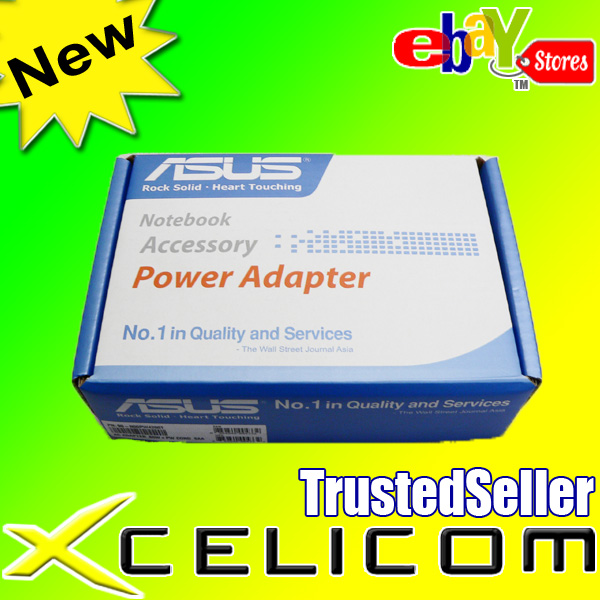 New
ebay Stores
TM
ASUS®
Rock Solid · Heart Touching
Notebook
Accessory
Power Adapter
No.1 in Quality and Services
- The Wall Street Journal Asia
ASUS
Rock Solid · Heart Touching
No.1 in Quality and Services
- The Wall Street Journal Asia
TrustedSeller
XCELICOM